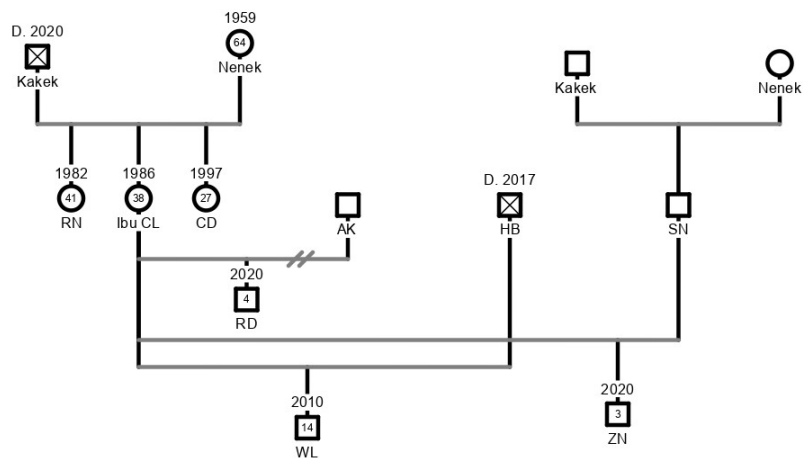 1959
D. 2020
64
Kakek
Nenek
Kakek
Nenek
1982
1986
1997
D. 2017
41
38
27
RN
Ibu CL
CD
AK
HB
SN
2020
4
RD
2010
2020
14
3
WL
ZN